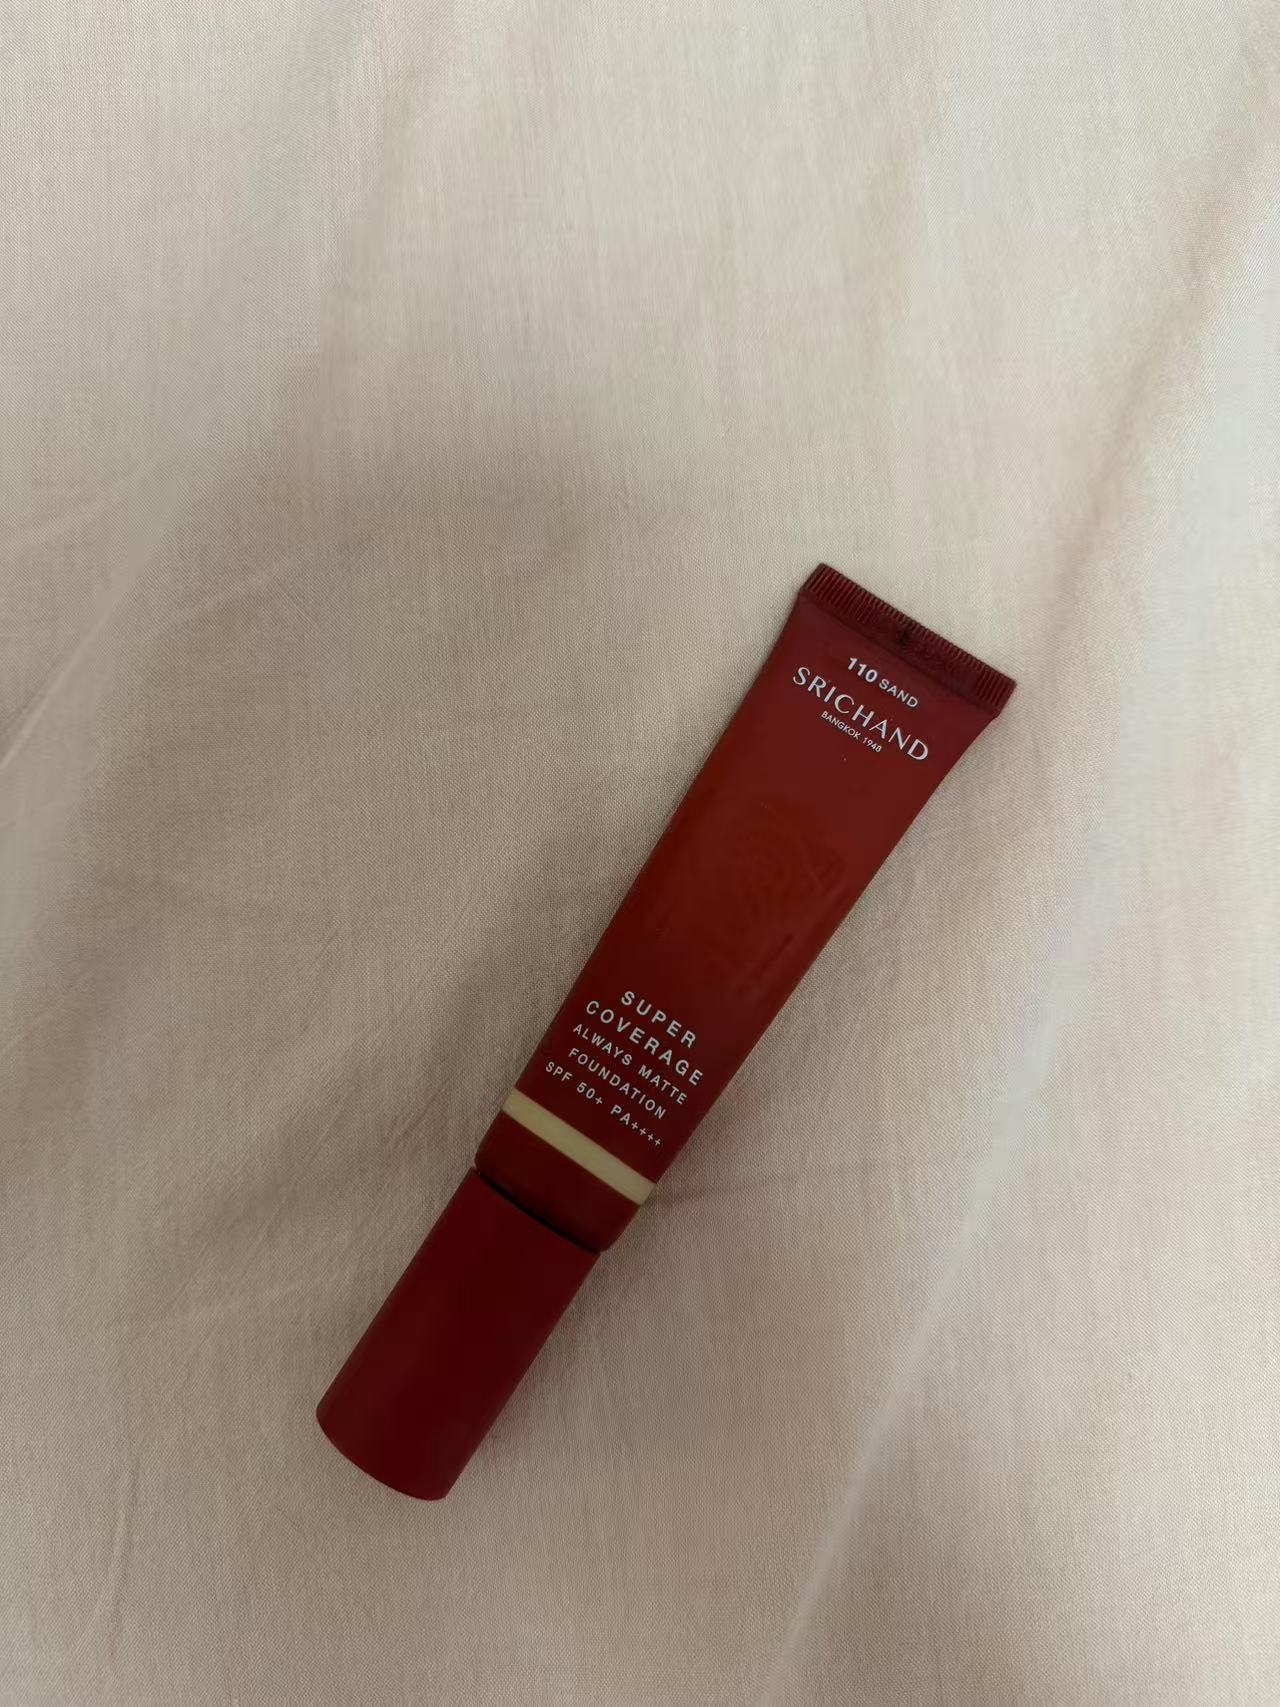 110 SAND
SRICHAND
BANGKOK 1948
SUPER
COVERAGE
ALWAYS MATTE
FOUNDATION
SPF 50+ PA++++